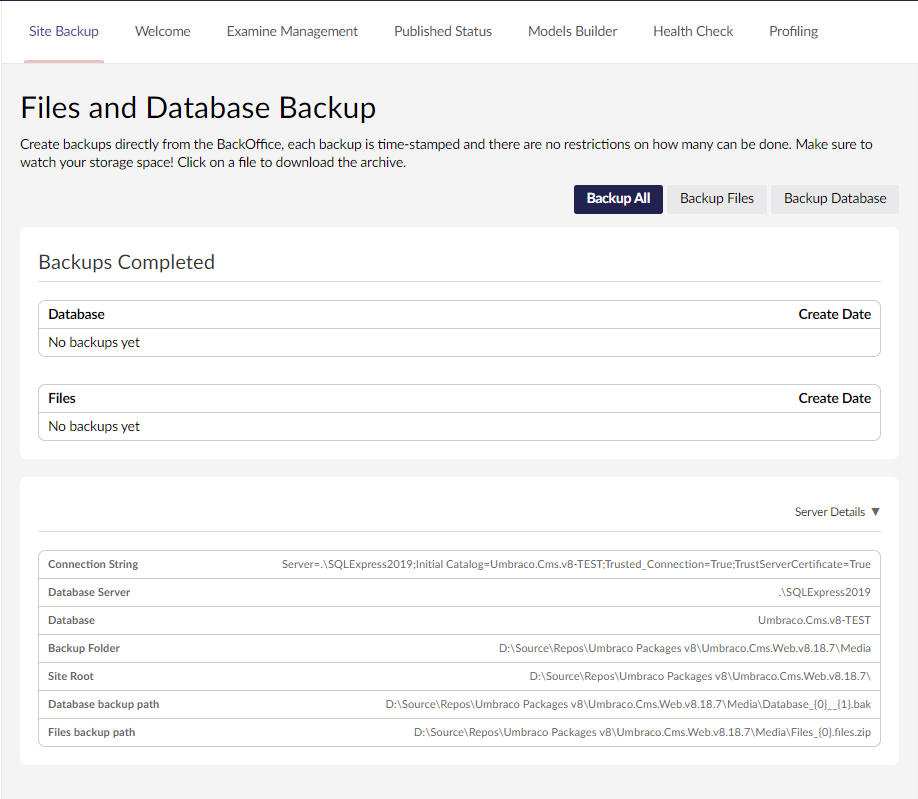 Site Backup Welcome Examine Management Published Status Models Builder Health Check Profiling
Files and Database Backup
Create backups directly from the BackOffice, each backup is time-stamped and there are no restrictions on how many can be done. Make sure to
watch your storage space! Click on a file to download the archive.
Backup All Backup Files Backup Database
Backups Completed
Database Create Date
No backups yet
Files Create Date
No backups yet
Server Details ▼
Connection String Server=.\SQLExpress2019;Initial Catalog=Umbraco.Cms.v8-TEST;Trusted_Connection=True;TrustServerCertificate=True
Database Server .\SQLExpress2019
Database Umbraco.Cms.v8-TEST
Backup Folder D:\Source\Repos\Umbraco Packages v8\Umbraco.Cms.Web.v8.18.7\Media
Site Root D:\Source\Repos\Umbraco Packages v8\Umbraco.Cms.Web.v8.18.7\
Database backup path D:\Source\Repos\Umbraco Packages v8\Umbraco.Cms.Web.v8.18.7\Media\Database_{0}__{1}.bak
Files backup path D:\Source\Repos\Umbraco Packages v8\Umbraco.Cms.Web.v8.18.7\Media\Files_{0}.files.zip